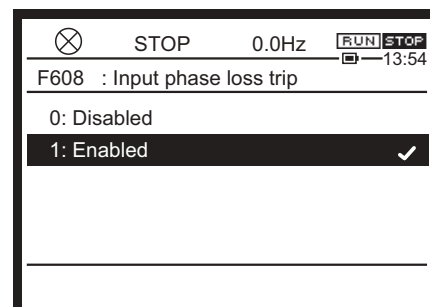 STOP 0.0Hz RUN STOP
13:54
F608 : Input phase loss trip
0: Disabled
1: Enabled